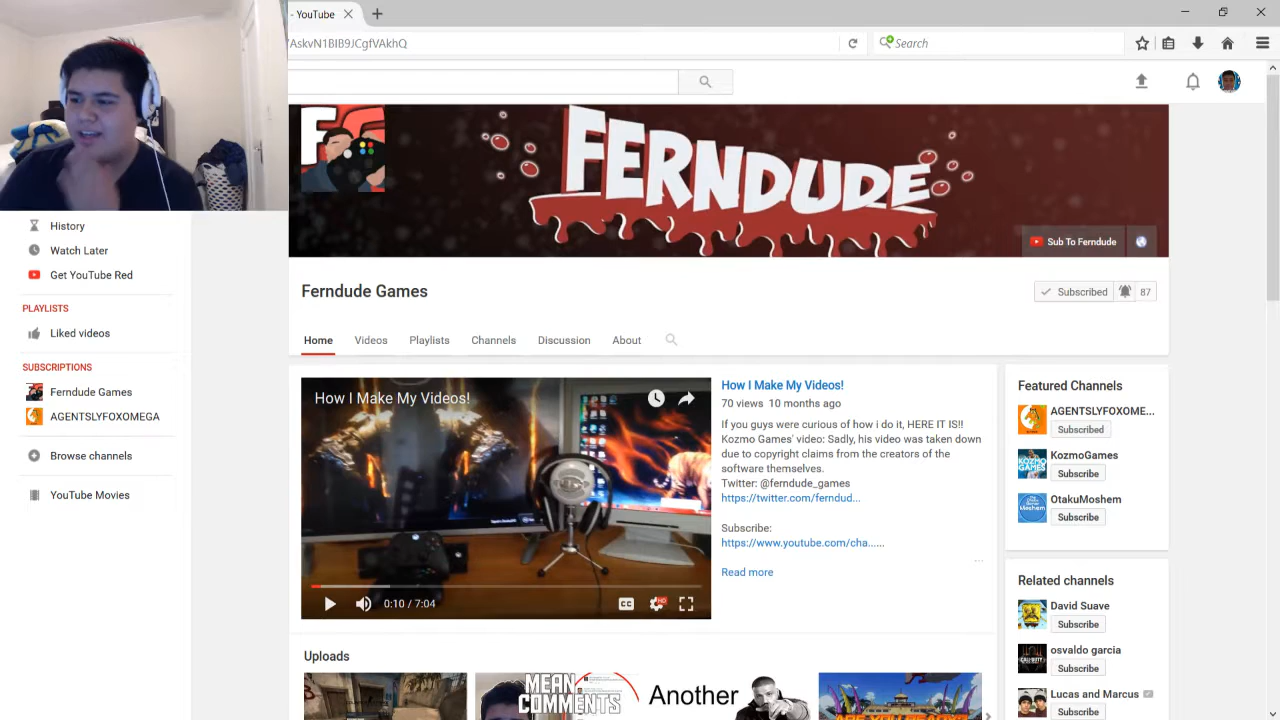 - YouTube
/AskvN1BIB9JCgfVAkhQ
Search
FERNDUDE
Sub To Ferndude
Ferndude Games
Subscribed
87
Home
Videos
Playlists
Channels
Discussion
About
History
Watch Later
Get YouTube Red
PLAYLISTS
Liked videos
SUBSCRIPTIONS
Ferndude Games
AGENTSLYFOXOMEGA
Browse channels
YouTube Movies
How I Make My Videos!
0:10 / 7:04
CC
HD
How I Make My Videos!
70 views 10 months ago
If you guys were curious of how i do it, HERE IT IS!!
Kozmo Games' video: Sadly, his video was taken down
due to copyright claims from the creators of the
software themselves.
Twitter: @ferndude_games
https://twitter.com/ferndud...
Subscribe:
https://www.youtube.com/cha......
...
Read more
Uploads
MEAN
COMMENTS
Another
ARE YOU READY!
Featured Channels
AGENTSLYFOXOME...
Subscribed
KozmoGames
Subscribe
OtakuMoshem
Subscribe
Related channels
David Suave
Subscribe
osvaldo garcia
Subscribe
Lucas and Marcus
Subscribe